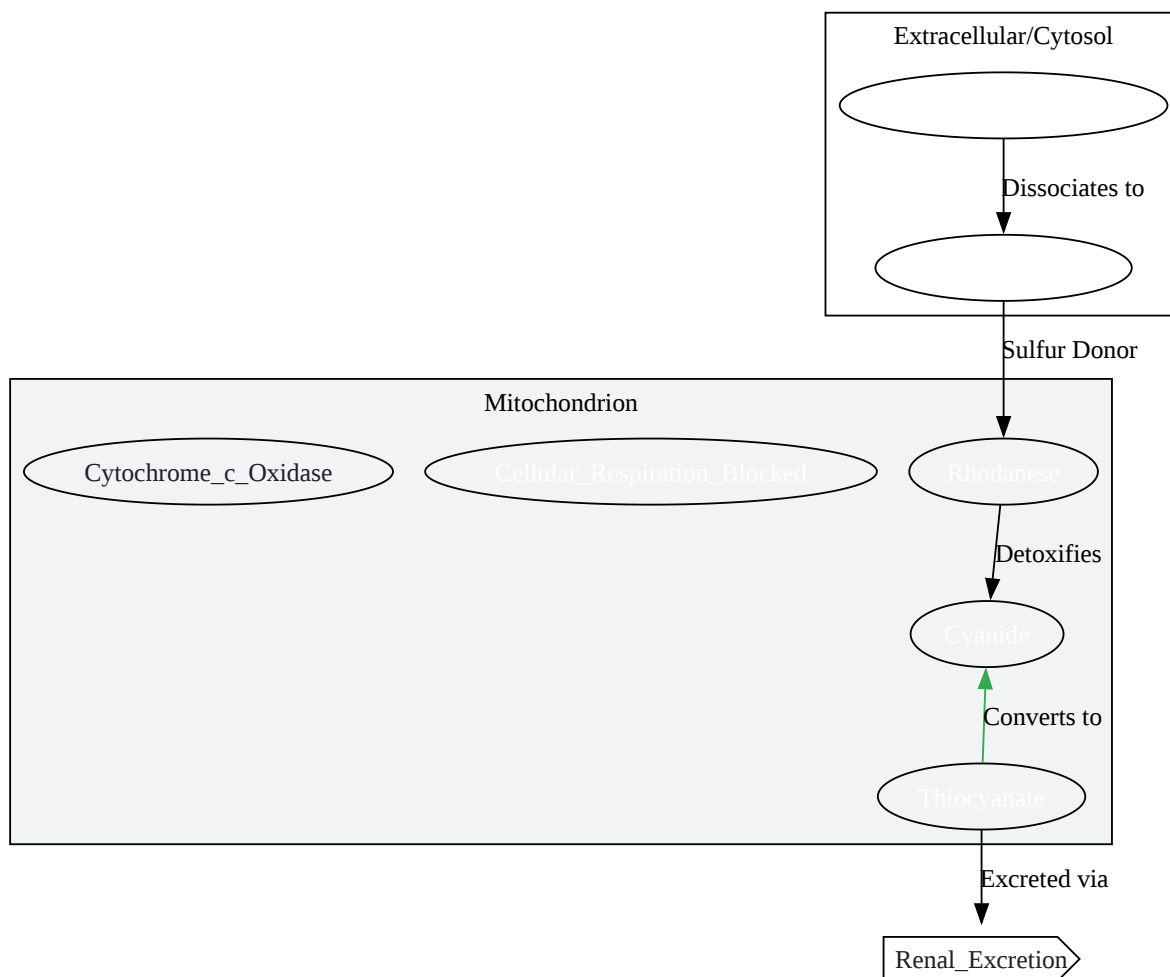 Extracellular/Cytosol
Dissociates to
Sulfur Donor
Mitochondrion
Cytochrome_c_Oxidase
Cellular_Respiration_Blocked
Rhodanese
Detoxifies
Cyanide
Converts to
Thiocyanate
Excreted via
Renal_Excretion